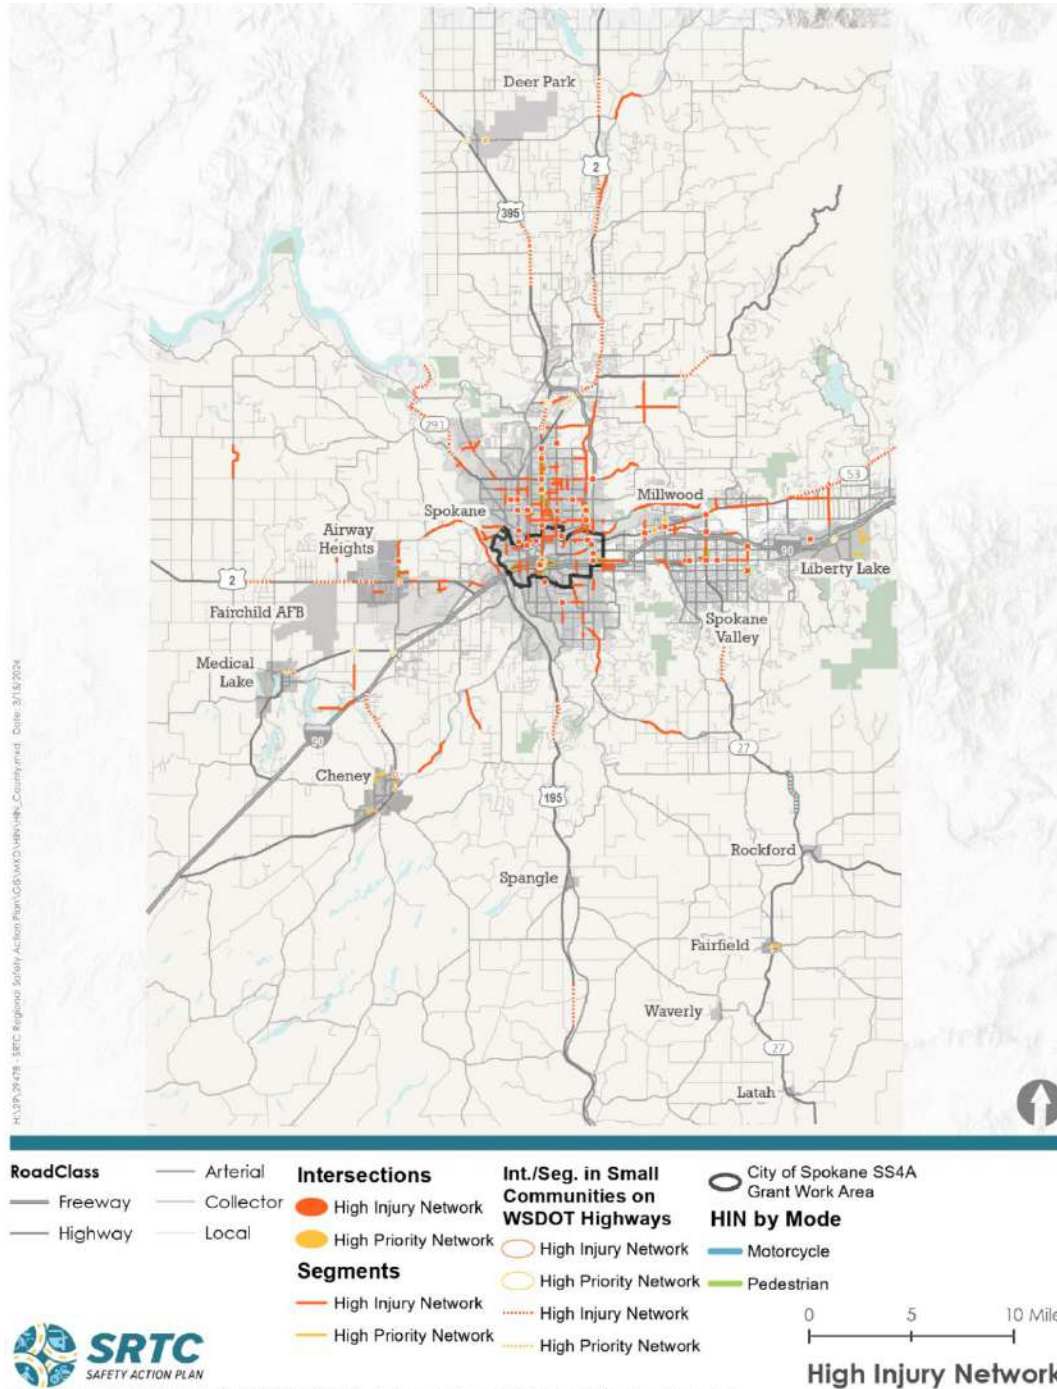 Deer Park
2
395
291
Millwood
53
Spokane
Airway
Heights
90
Liberty Lake
2
Fairchild AFB
Spokane
Valley
Medical
Lake
90
27
Cheney
195
Rockford
Spangle
Fairfield
Waverly
27
Latah
RoadClass
Freeway
Highway
Arterial
Collector
Local
Intersections
High Injury Network
High Priority Network
Segments
High Injury Network
High Priority Network
Int./Seg. in Small
Communities on
WSDOT Highways
High Injury Network
High Priority Network
High Injury Network
High Priority Network
City of Spokane SS4A
Grant Work Area
HIN by Mode
Motorcycle
Pedestrian
0 5 10 Mile
SRTC
SAFETY ACTION PLAN
High Injury Network